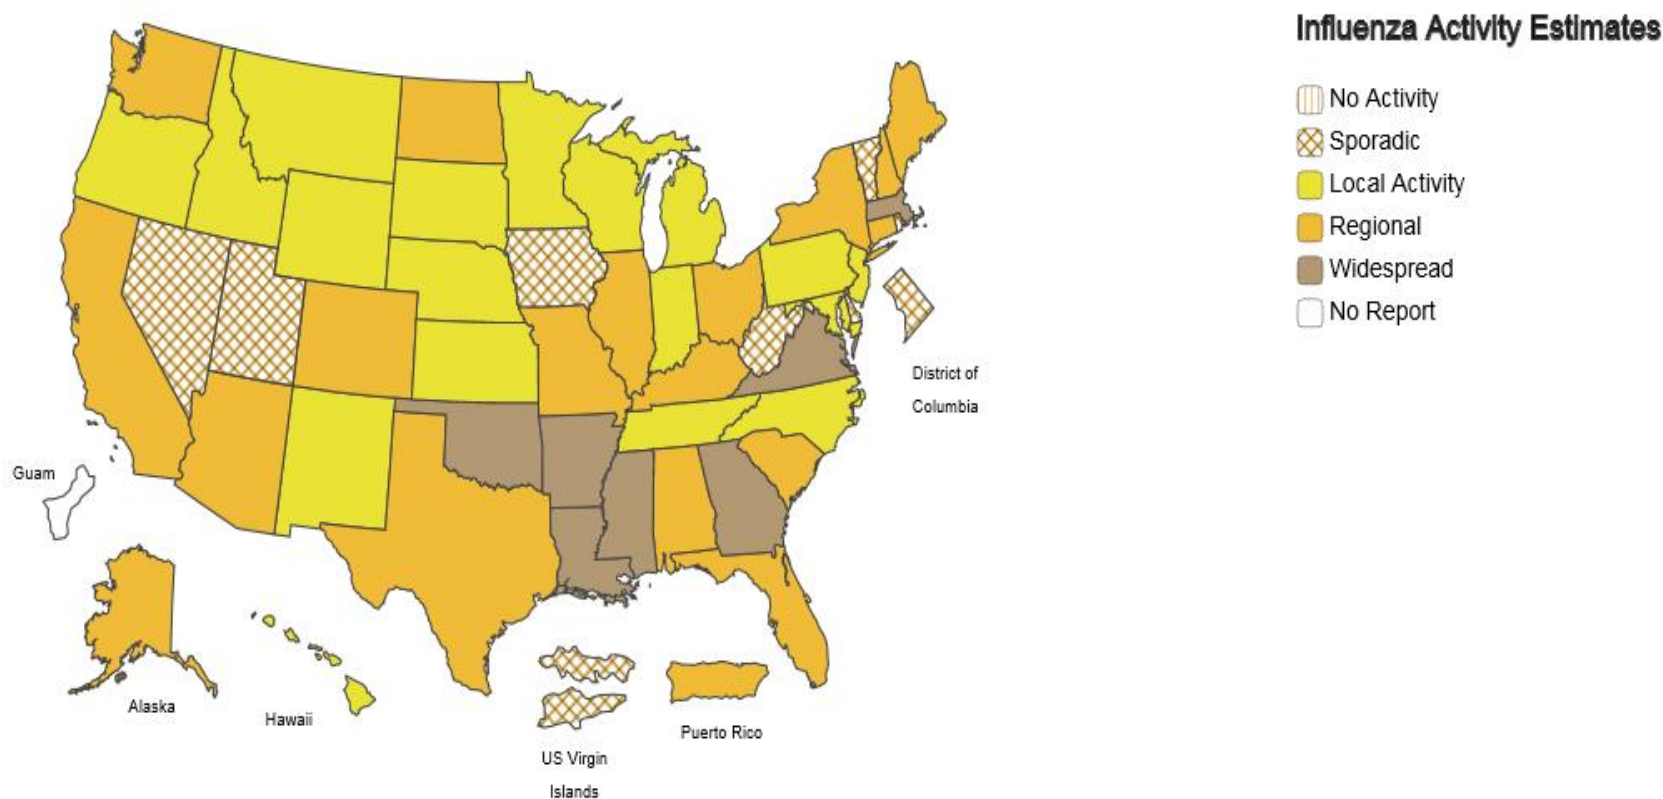 Influenza Activity Estimates
No Activity
Sporadic
Local Activity
Regional
Widespread
No Report
District of
Columbia
Guam
Alaska
Hawaii
US Virgin
Islands
Puerto Rico